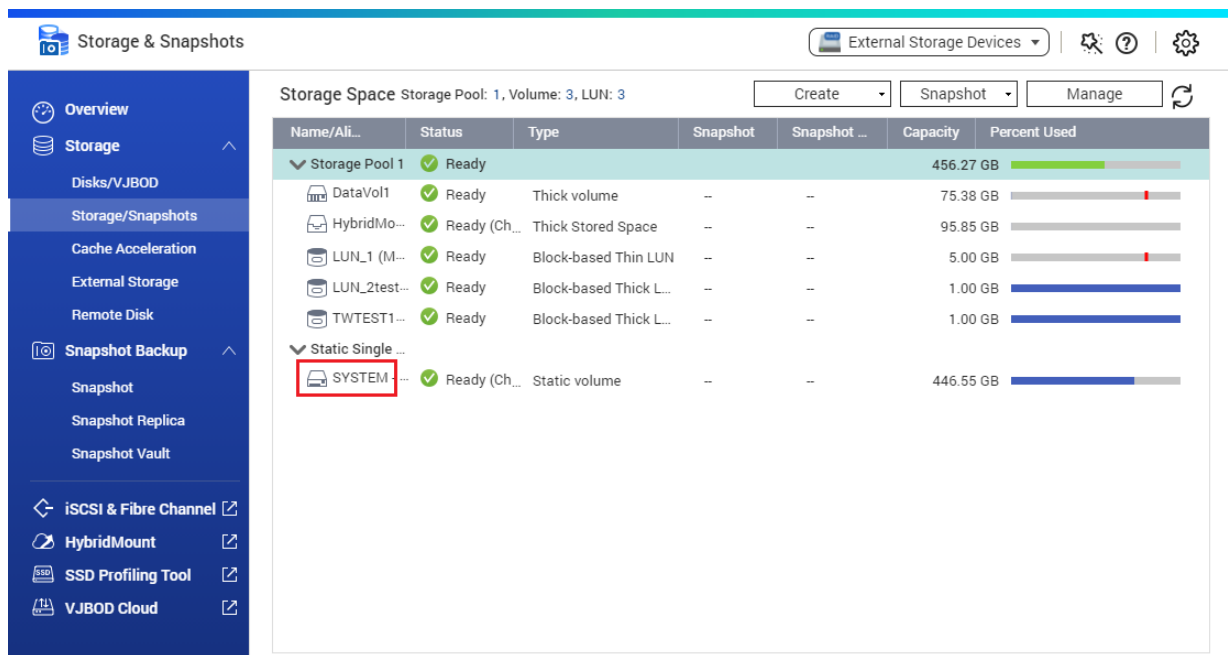 Storage & Snapshots
External Storage Devices
Overview
Storage
Disks/VJBOD
Storage/Snapshots
Cache Acceleration
External Storage
Remote Disk
Snapshot Backup
Snapshot
Snapshot Replica
Snapshot Vault
iSCSI & Fibre Channel
HybridMount
SSD
SSD Profiling Tool
VJBOD Cloud
Storage Space Storage Pool: 1, Volume: 3, LUN: 3
Create
Snapshot
Manage
Name/Ali... Status Type Snapshot Snapshot ... Capacity Percent Used
Storage Pool 1 Ready 456.27 GB
DataVol1 Ready Thick volume -- -- 75.38 GB
HybridMo... Ready (Ch... Thick Stored Space -- -- 95.85 GB
LUN_1 (M... Ready Block-based Thin LUN -- -- 5.00 GB
LUN_2test... Ready Block-based Thick L... -- -- 1.00 GB
TWTEST1... Ready Block-based Thick L... -- -- 1.00 GB
Static Single ...
SYSTEM -... Ready (Ch... Static volume -- -- 446.55 GB